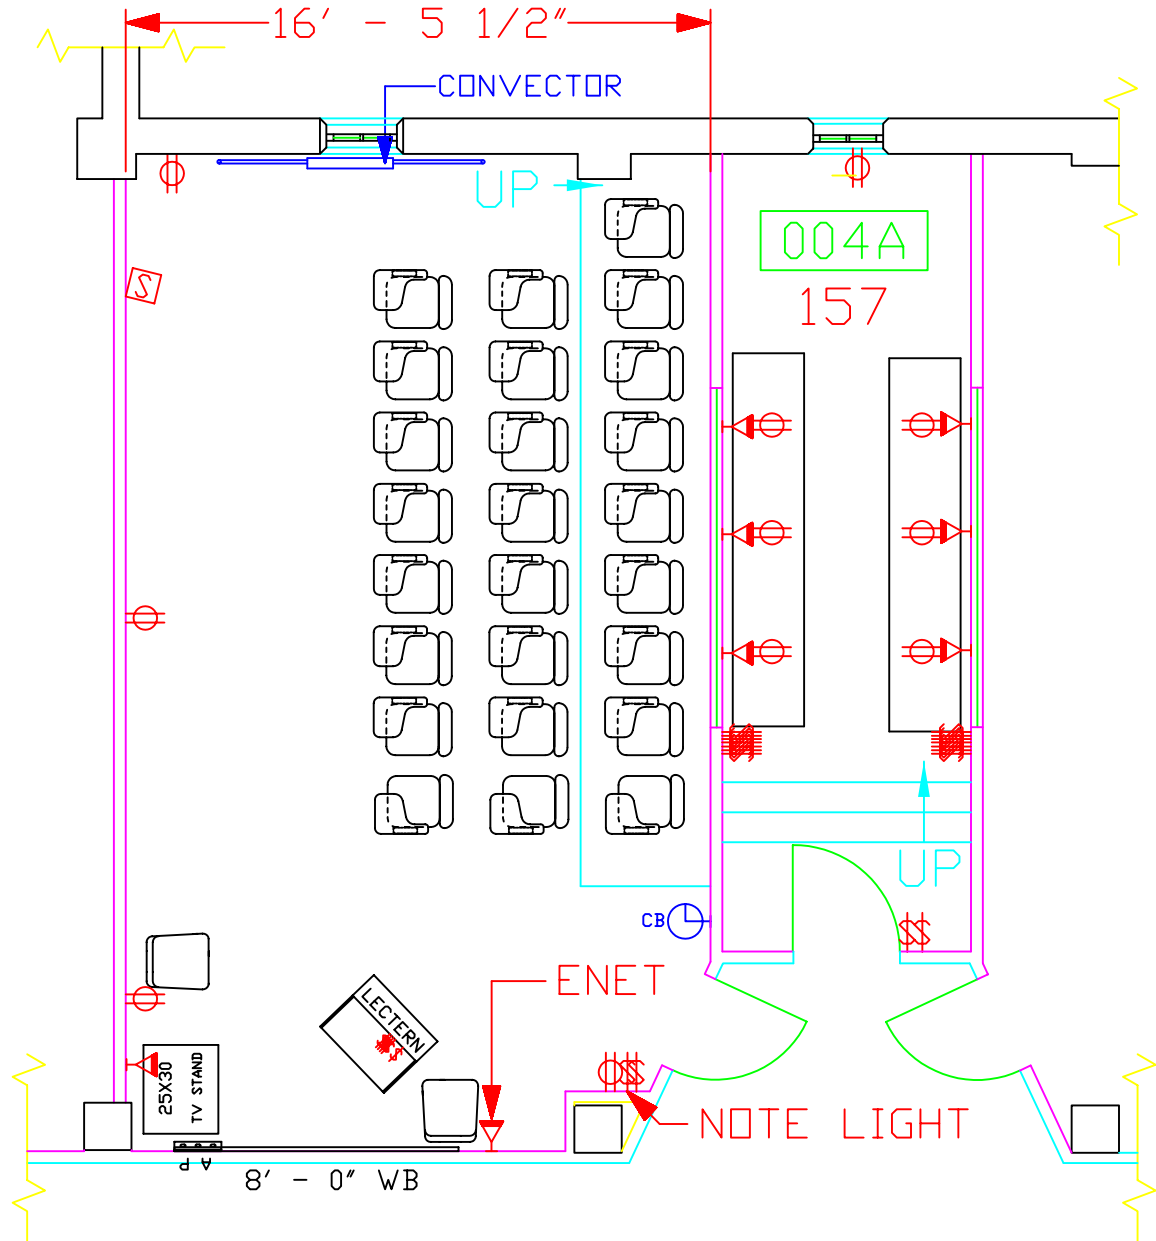 16' - 5 1/2"
CONVECTOR
UP
004A
157
S
UP
CB
ENET
LECTERN
25X30
TV STAND
NOTE LIGHT
A P
8' - 0" WB